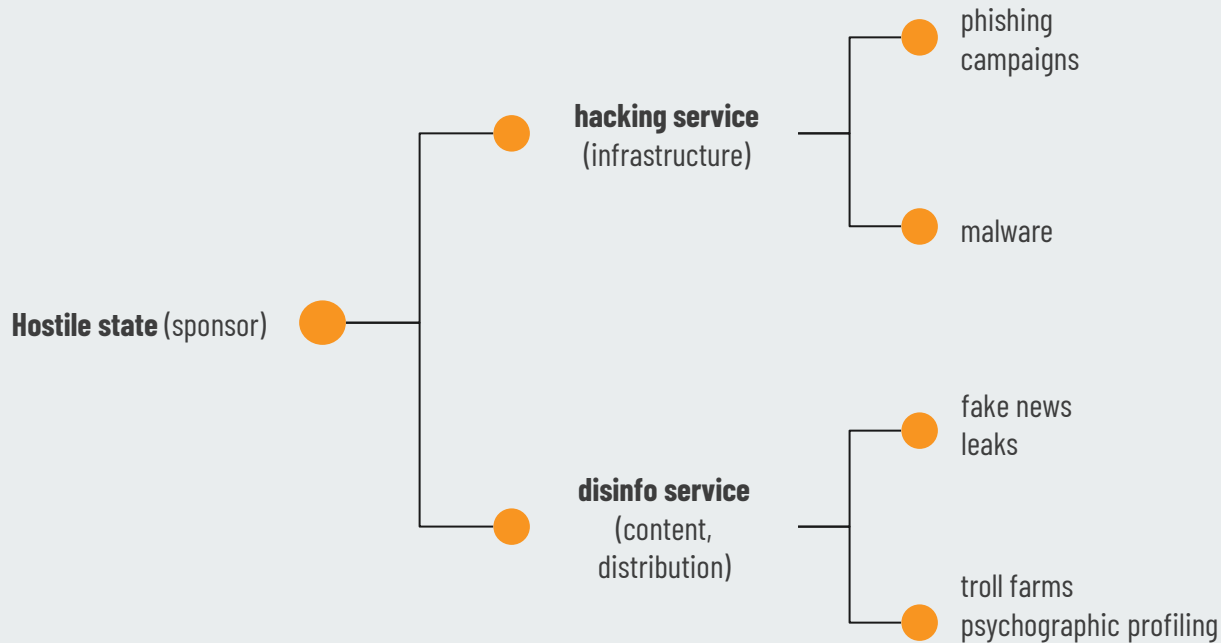 phishing
campaigns
hacking service
(infrastructure)
malware
Hostile state (sponsor)
fake news
leaks
disinfo service
(content,
distribution)
troll farms
psychographic profiling